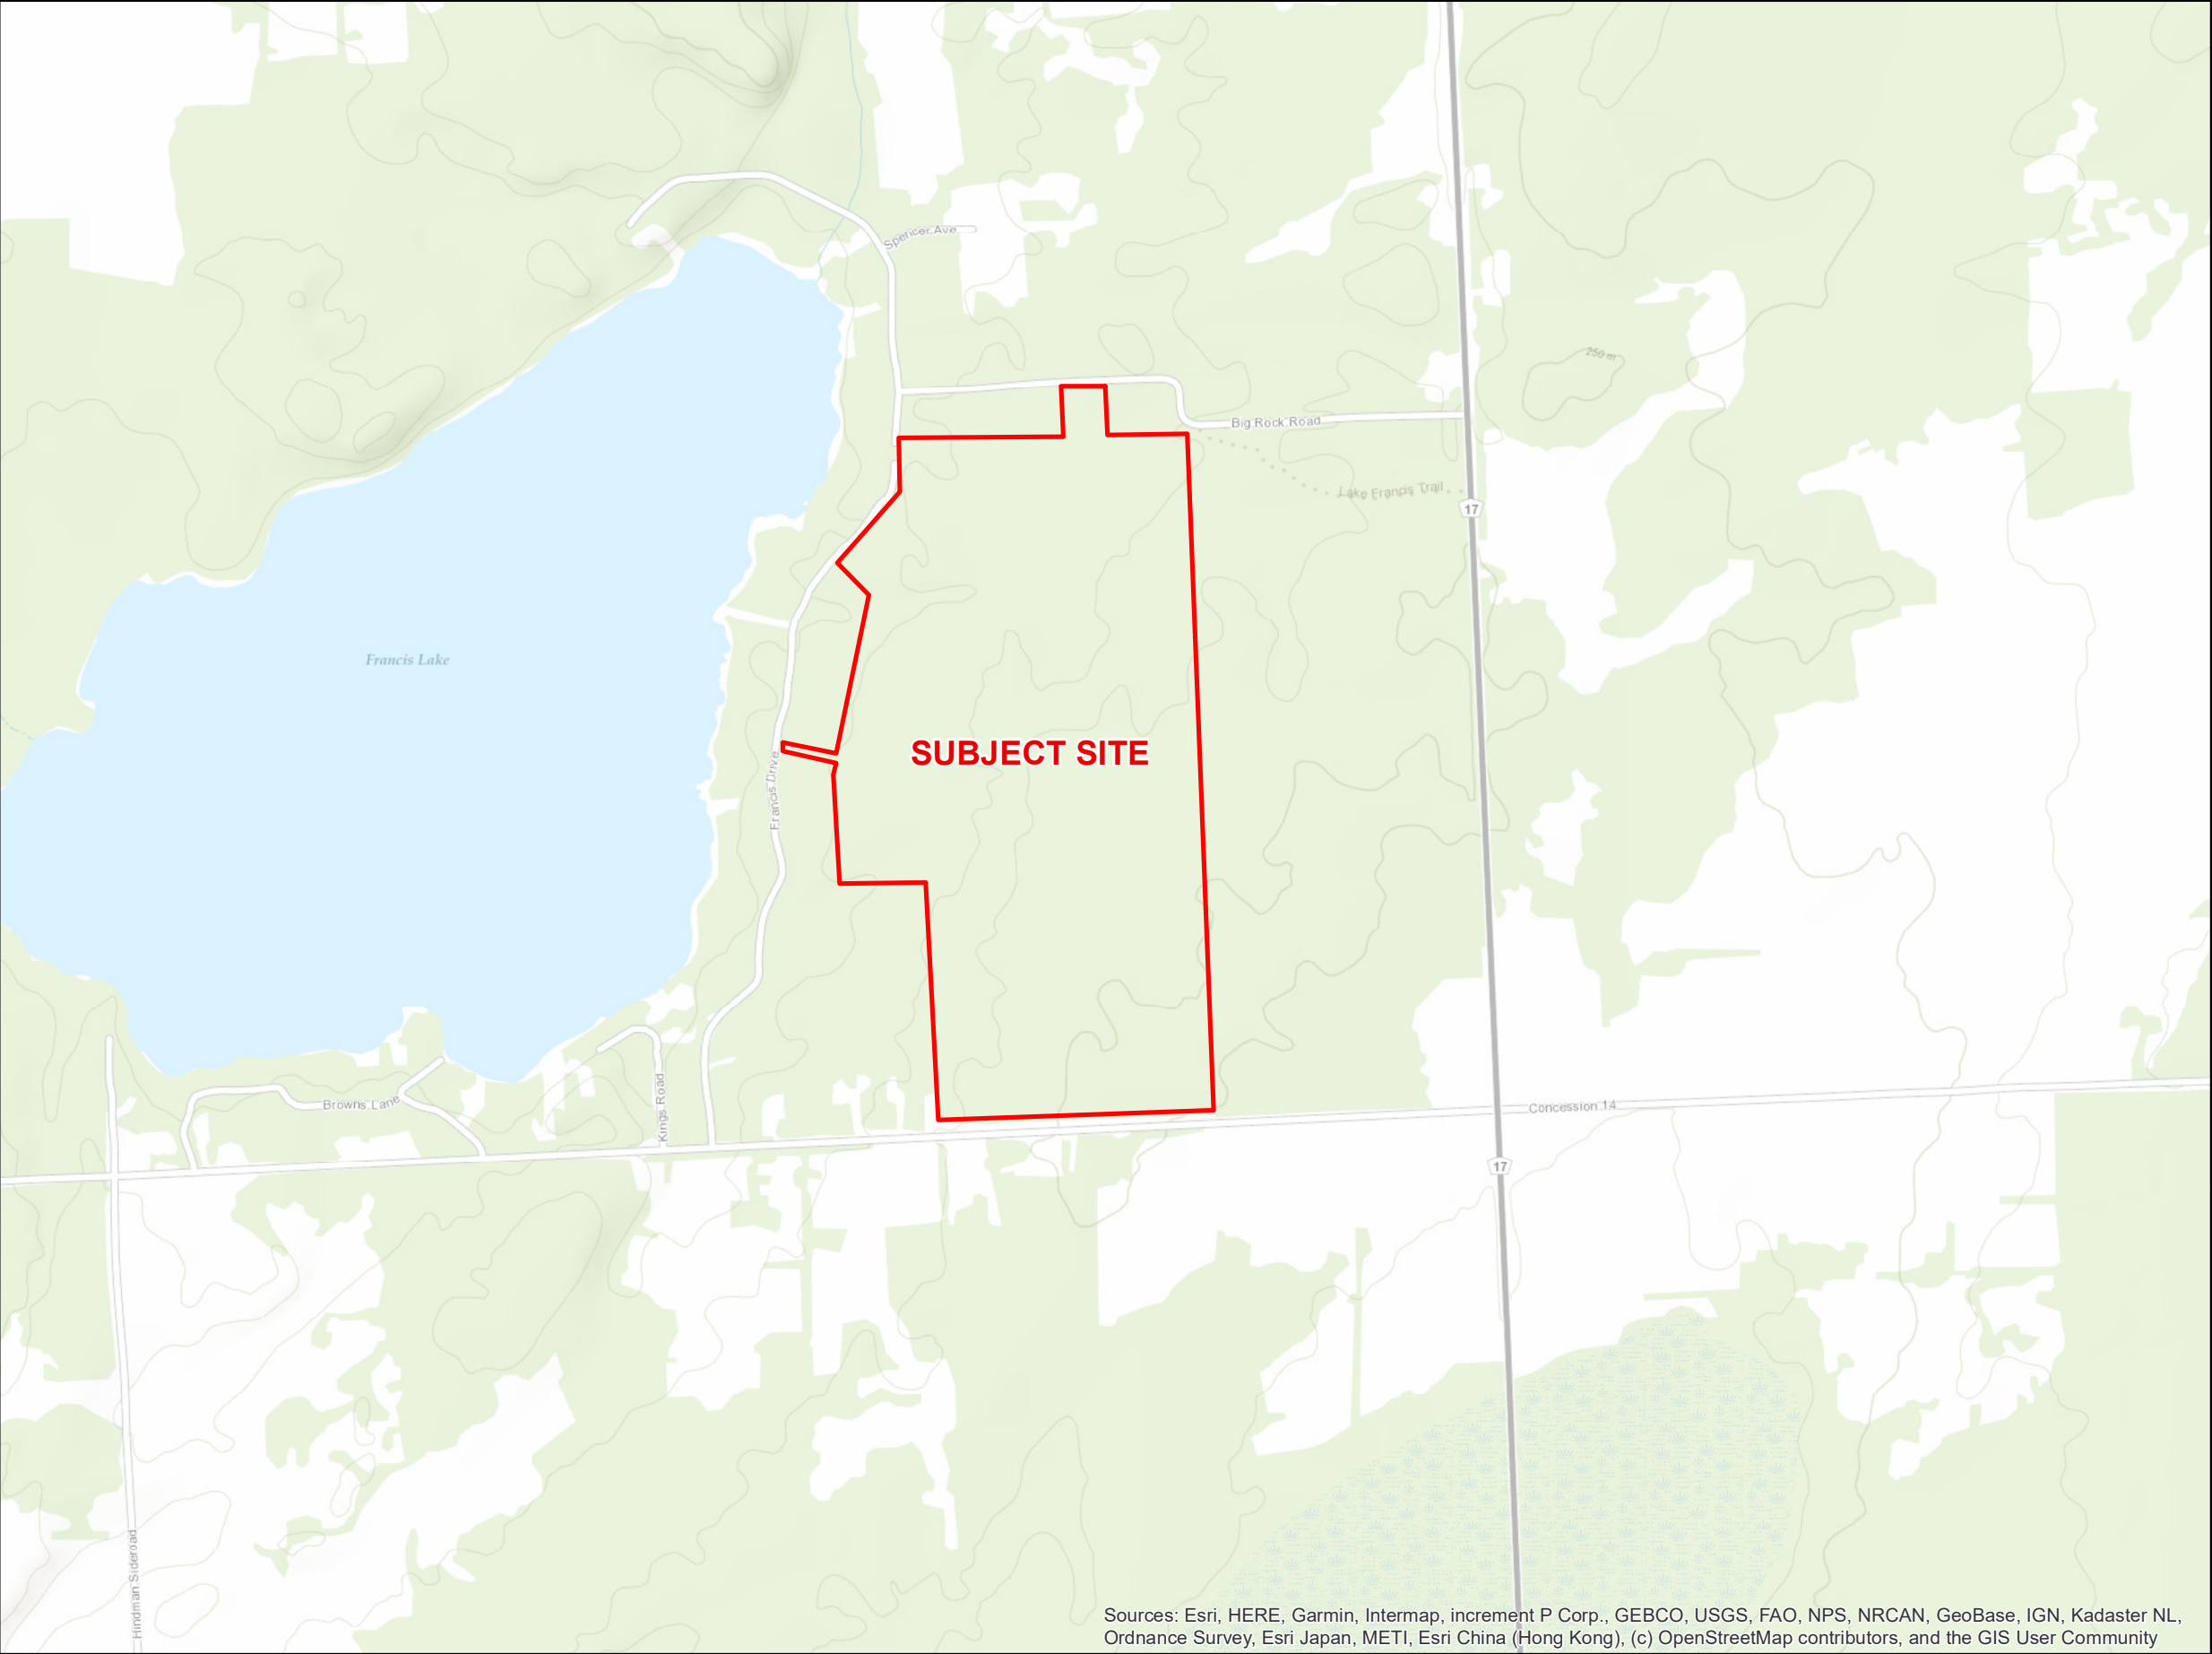 Spencer Ave
250 m
Big Rock Road
Lake Francis Trail
17
Francis Lake
SUBJECT SITE
Francis Drive
Browns Lane
Kings Road
Concession 14
17
Hindman Sideroad
Sources: Esri, HERE, Garmin, Intermap, increment P Corp., GEBCO, USGS, FAO, NPS, NRCAN, GeoBase, IGN, Kadaster NL,
Ordnance Survey, Esri Japan, METI, Esri China (Hong Kong), (c) OpenStreetMap contributors, and the GIS User Community